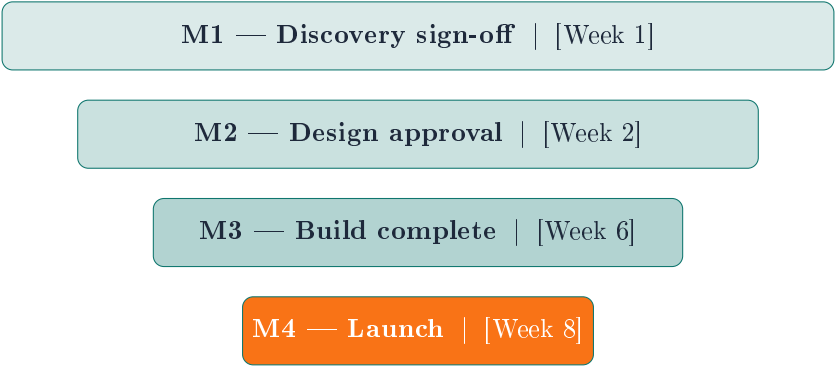 M1 — Discovery sign-off | [Week 1]
M2 — Design approval | [Week 2]
M3 — Build complete | [Week 6]
M4 — Launch | [Week 8]